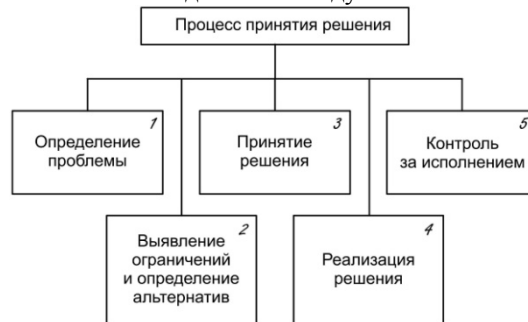 Процесс принятия решения
1
Определение
проблемы
2
Выявление
ограничений
и определение
альтернатив
3
Принятие
решения
4
Реализация
решения
5
Контроль
за исполнением